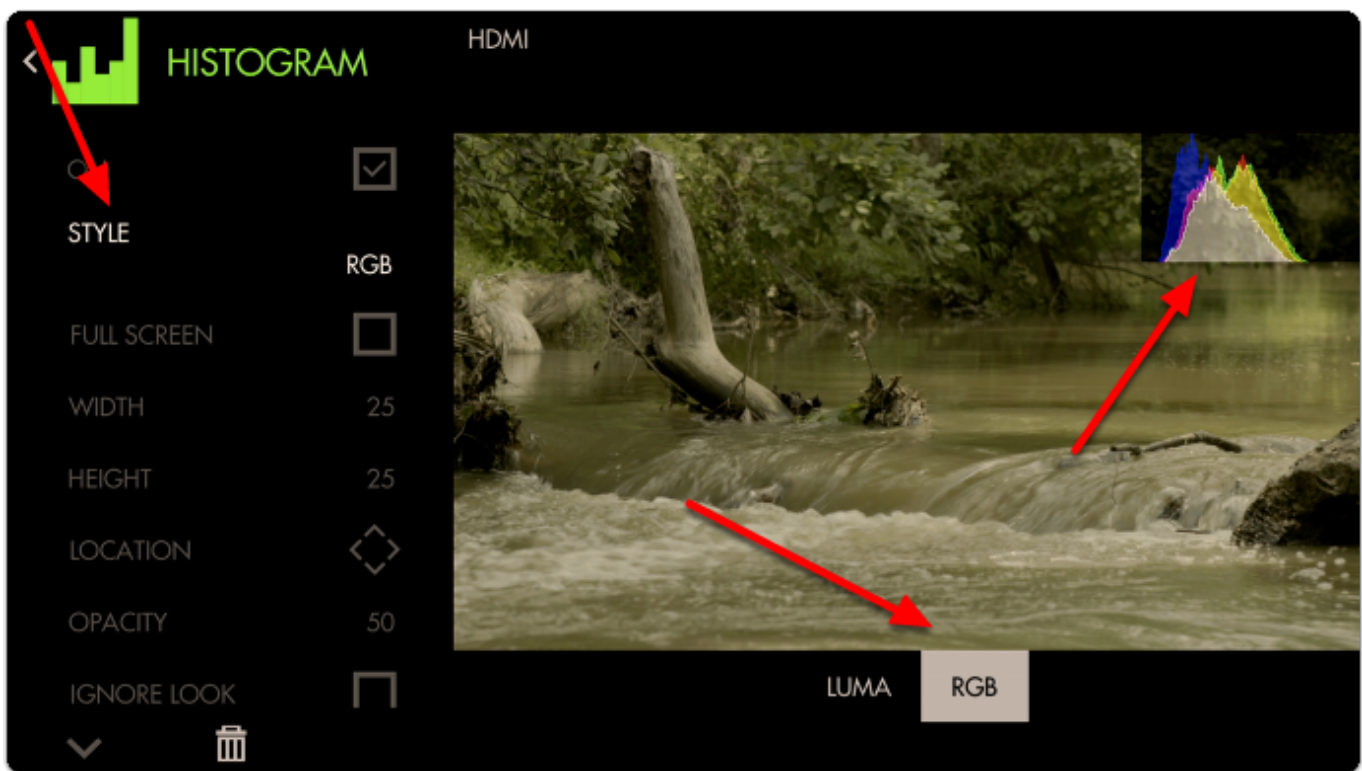 HISTOGRAM
HDMI
STYLE
RGB
FULL SCREEN
WIDTH 25
HEIGHT 25
LOCATION
OPACITY 50
IGNORE LOOK
LUMA RGB